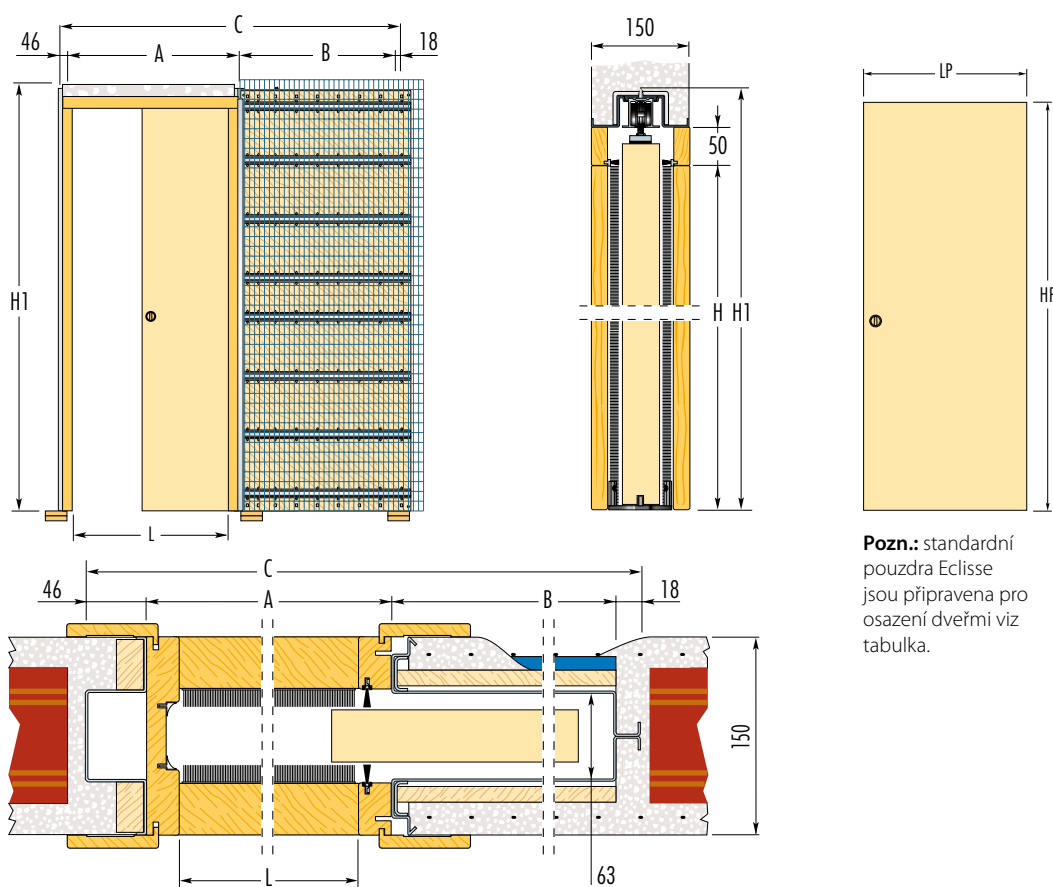 C
46
A
B
18
H1
L
150
50
H
H1
LP
HP
Pozn.: standardní
pouzdra Eclisse
jsou připravena pro
osazení dveřmi viz
tabulka.
C
46
A
B
18
150
L
63